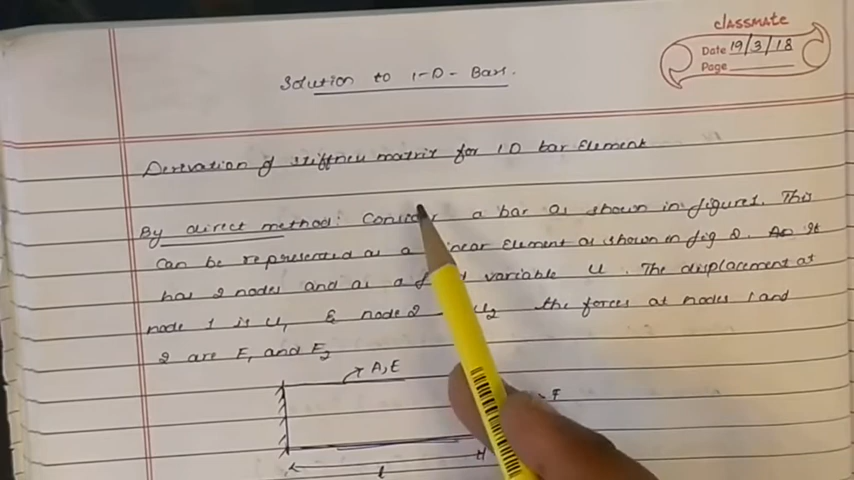 classmate
Date 19/3/18
Page
Solution to 1-D- Bars.
Derivation of stiffness matrix for 1D bar Element
By direct method: Consider a bar as shown in figure 1. This
can be represented as a linear Element as shown in fig 2. It
has 2 nodes and as a field variable u. The displacement at
node 1 is u1 & node 2 u2 the forces at nodes 1 and
2 are F1 and F2
A,E
F
l